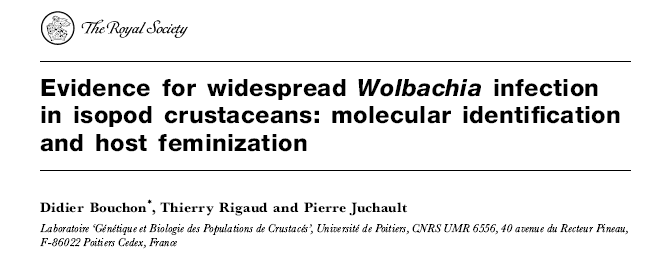 The Royal Society
Evidence for widespread Wolbachia infection
in isopod crustaceans: molecular identification
and host feminization
Didier Bouchon*, Thierry Rigaud and Pierre Juchault
Laboratoire ‘Génétique et Biologie des Populations de Crustacés’, Université de Poitiers, CNRS UMR 6556, 40 avenue du Recteur Pineau,
F-86022 Poitiers Cedex, France